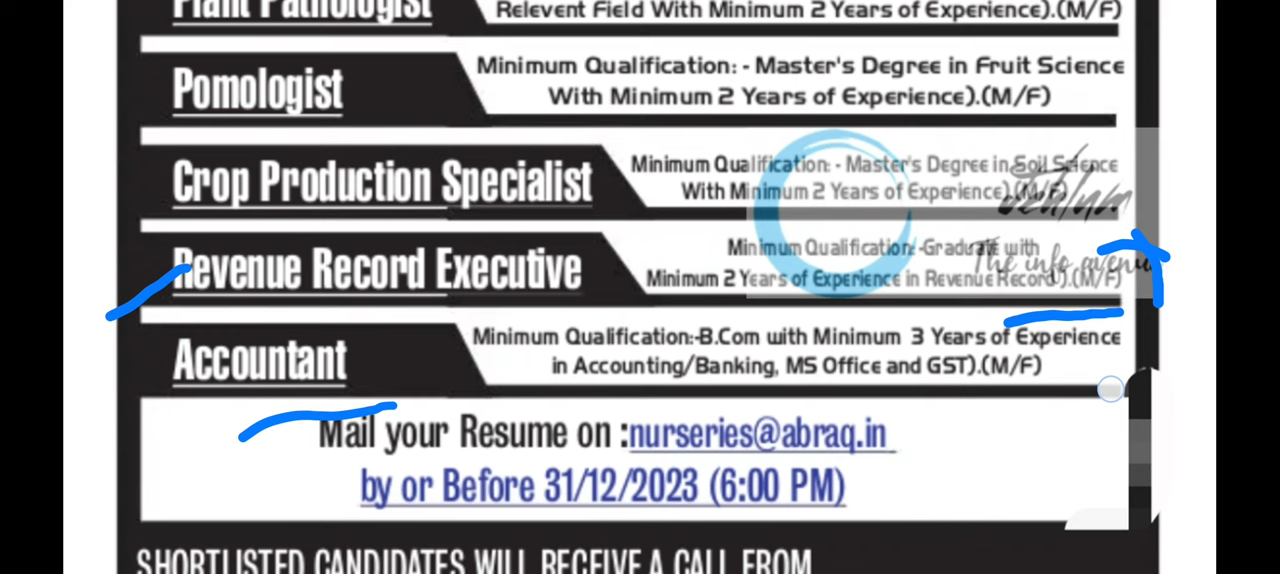 Plant Pathologist
Relevent Field With Minimum 2 Years of Experience).(M/F)
Pomologist
Minimum Qualification: - Master's Degree in Fruit Science
With Minimum 2 Years of Experience).(M/F)
Crop Production Specialist
Minimum Qualification: - Master's Degree in Soil Science
With Minimum 2 Years of Experience).(M/F)
Revenue Record Executive
Minimum Qualification: -Graduate with
Minimum 2 Years of Experience in Revenue Record).(M/F)
The info avenue
Accountant
Minimum Qualification:-B.Com with Minimum 3 Years of Experience
in Accounting/Banking, MS Office and GST).(M/F)
Mail your Resume on :nurseries@abraq.in
by or Before 31/12/2023 (6:00 PM)
SHORTLISTED CANDIDATES WILL RECEIVE A CALL FROM